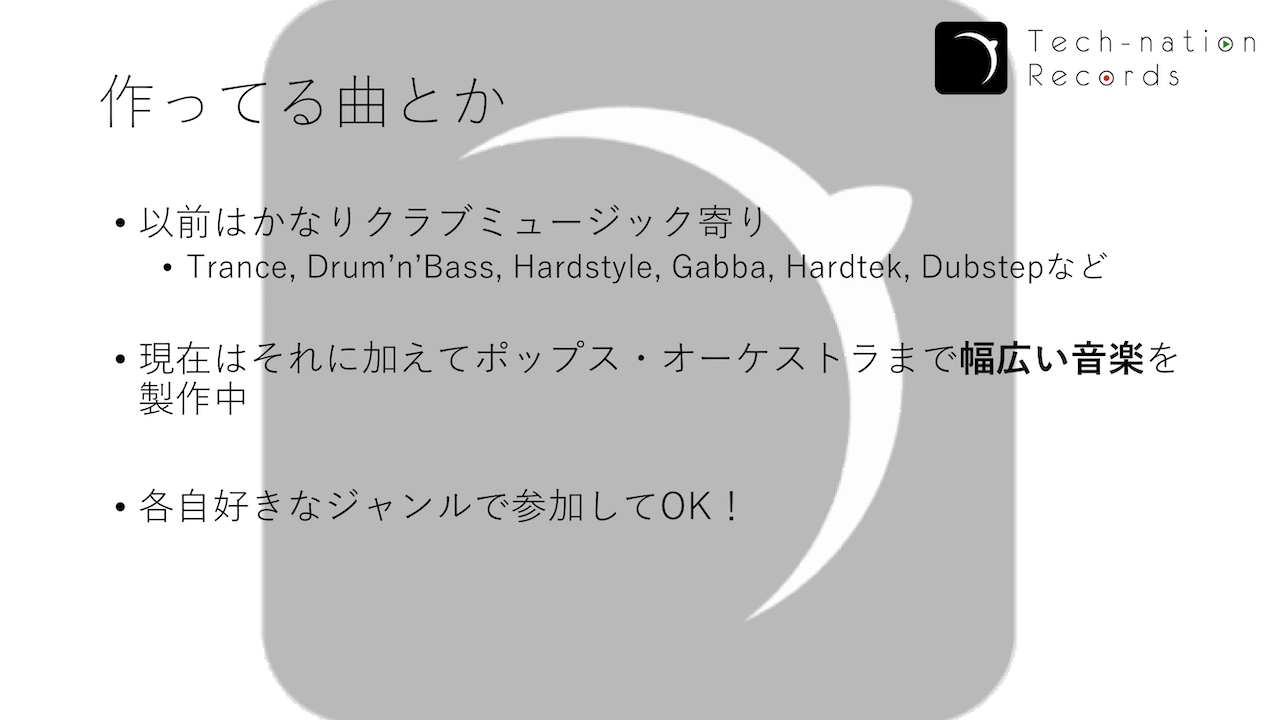 Tech-nation
Records
作ってる曲とか
• 以前はかなりクラブミュージック寄り
• Trance, Drum’n’Bass, Hardstyle, Gabba, Hardtek, Dubstepなど
• 現在はそれに加えてポップス・オーケストラまで幅広い音楽を
製作中
• 各自好きなジャンルで参加してOK！